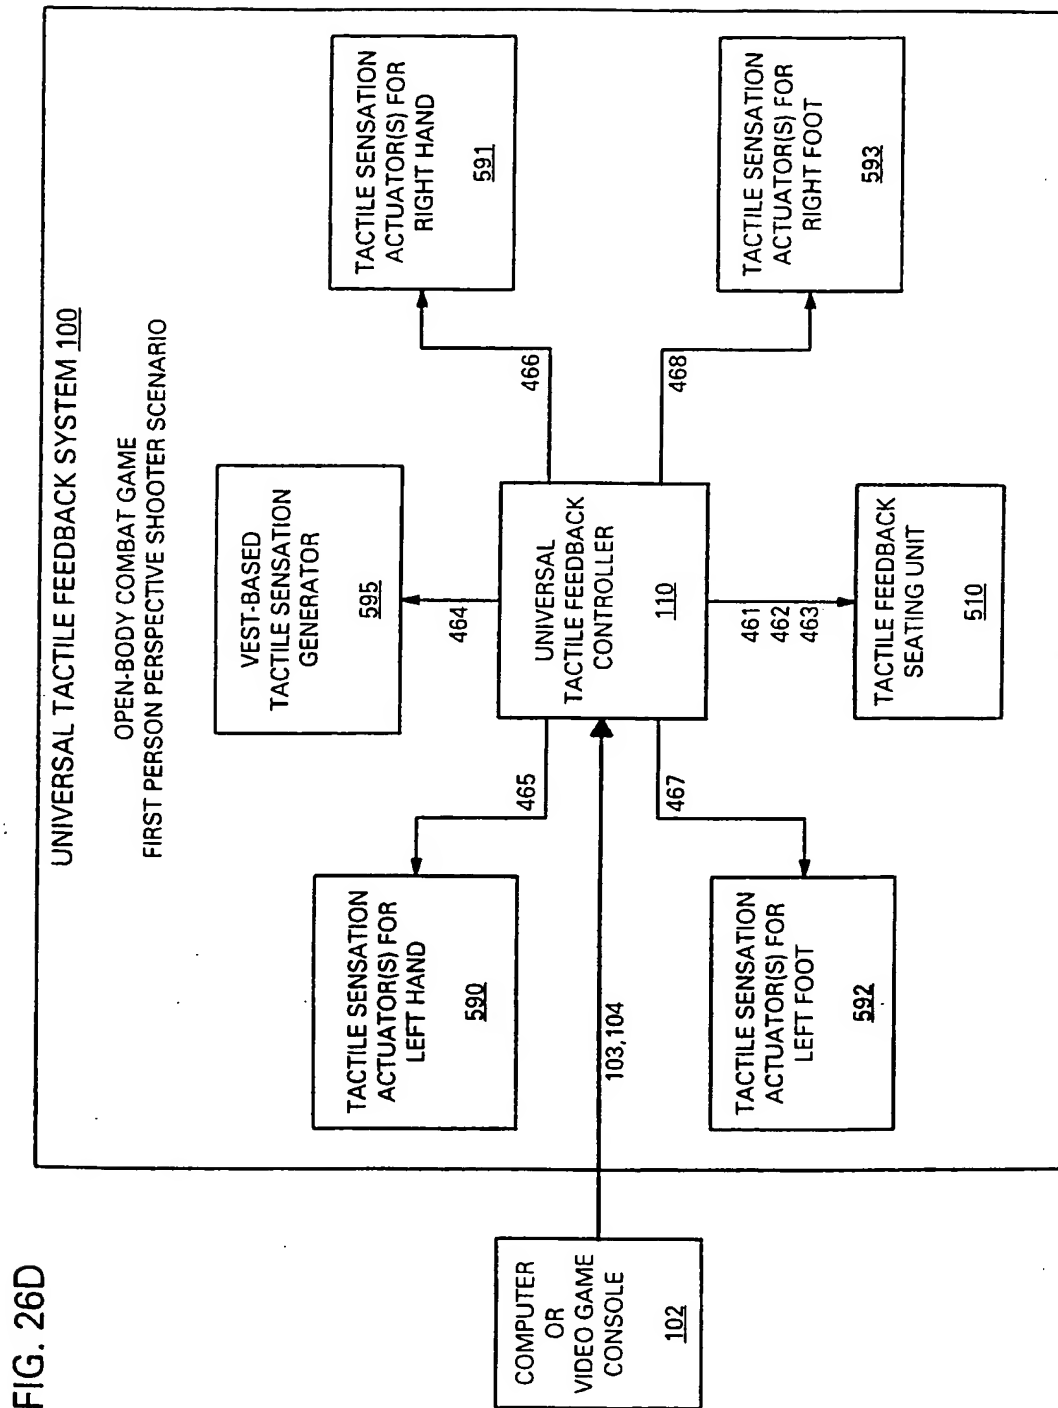 FIG. 26D
UNIVERSAL TACTILE FEEDBACK SYSTEM 100
OPEN-BODY COMBAT GAME
FIRST PERSON PERSPECTIVE SHOOTER SCENARIO
COMPUTER
OR
VIDEO GAME
CONSOLE
102
103,104
TACTILE SENSATION
ACTUATOR(S) FOR
LEFT HAND
590
465
VEST-BASED
TACTILE SENSATION
GENERATOR
595
464
TACTILE SENSATION
ACTUATOR(S) FOR
RIGHT HAND
591
466
UNIVERSAL
TACTILE FEEDBACK
CONTROLLER
110
TACTILE SENSATION
ACTUATOR(S) FOR
LEFT FOOT
592
467
461
462
463
TACTILE FEEDBACK
SEATING UNIT
510
468
TACTILE SENSATION
ACTUATOR(S) FOR
RIGHT FOOT
593